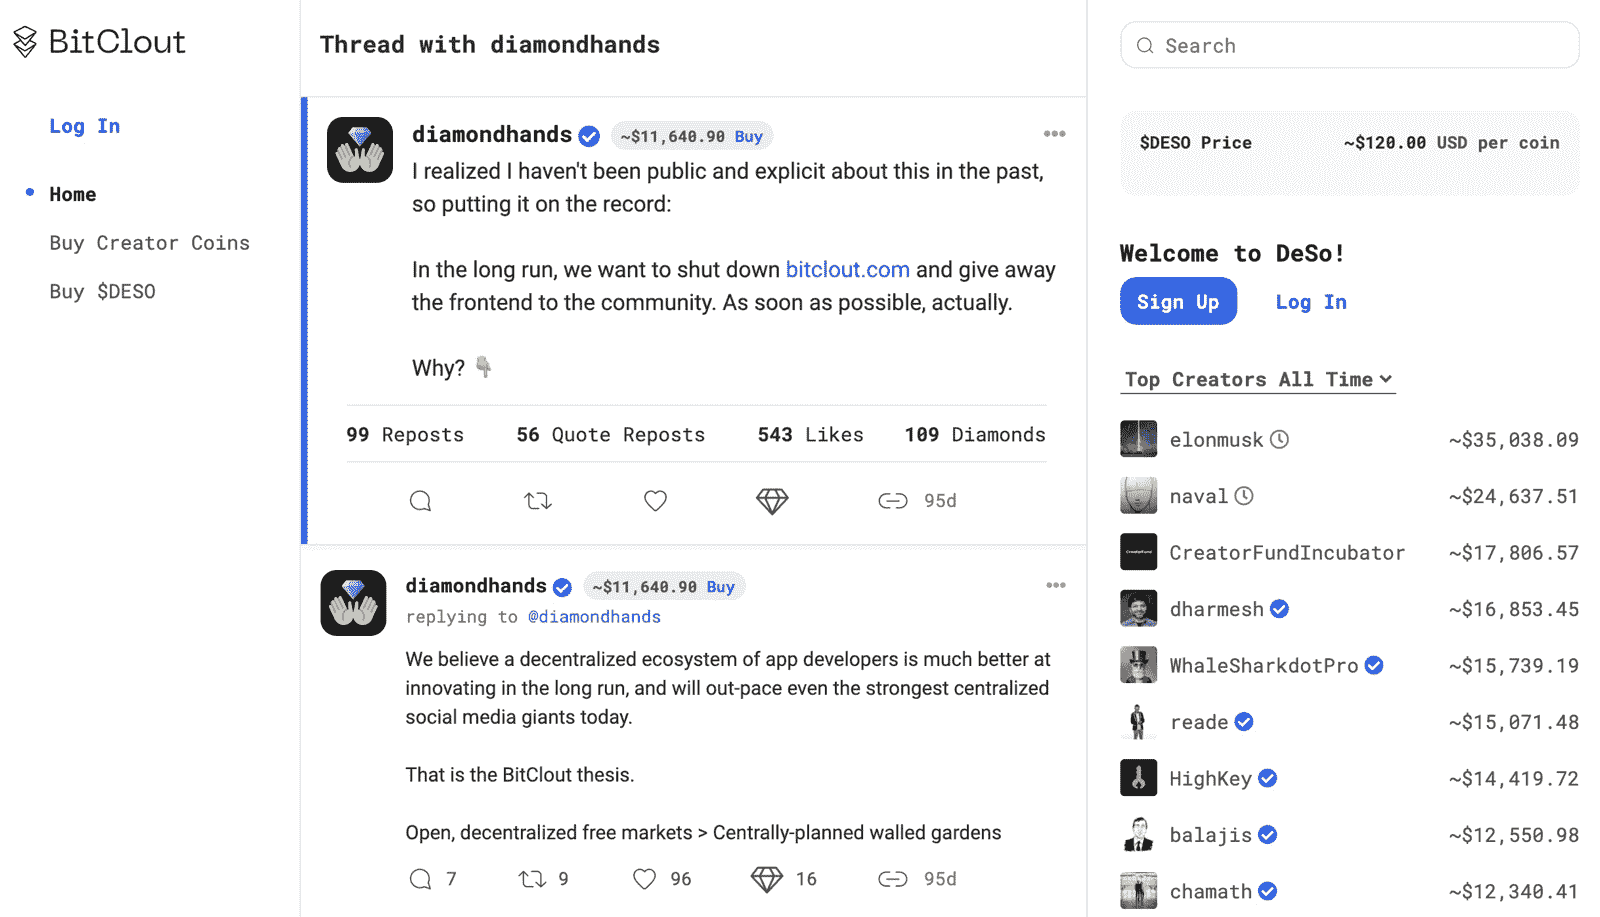 BitClout
Log In
Home
Buy Creator Coins
Buy $DESO
Thread with diamondhands
diamondhands ~$11,640.90 Buy
I realized I haven't been public and explicit about this in the past,
so putting it on the record:
In the long run, we want to shut down bitclout.com and give away
the frontend to the community. As soon as possible, actually.
Why? 👇
99 Reposts 56 Quote Reposts 543 Likes 109 Diamonds
95d
diamondhands ~$11,640.90 Buy
replying to @diamondhands
We believe a decentralized ecosystem of app developers is much better at
innovating in the long run, and will out-pace even the strongest centralized
social media giants today.
That is the BitClout thesis.
Open, decentralized free markets > Centrally-planned walled gardens
7 9 96 16 95d
Search
$DESO Price ~$120.00 USD per coin
Welcome to DeSo!
Sign Up Log In
Top Creators All Time
elonmusk ~$35,038.09
naval ~$24,637.51
CreatorFundIncubator ~$17,806.57
dharmesh ~$16,853.45
WhaleSharkdotPro ~$15,739.19
reade ~$15,071.48
HighKey ~$14,419.72
balajis ~$12,550.98
chamath ~$12,340.41